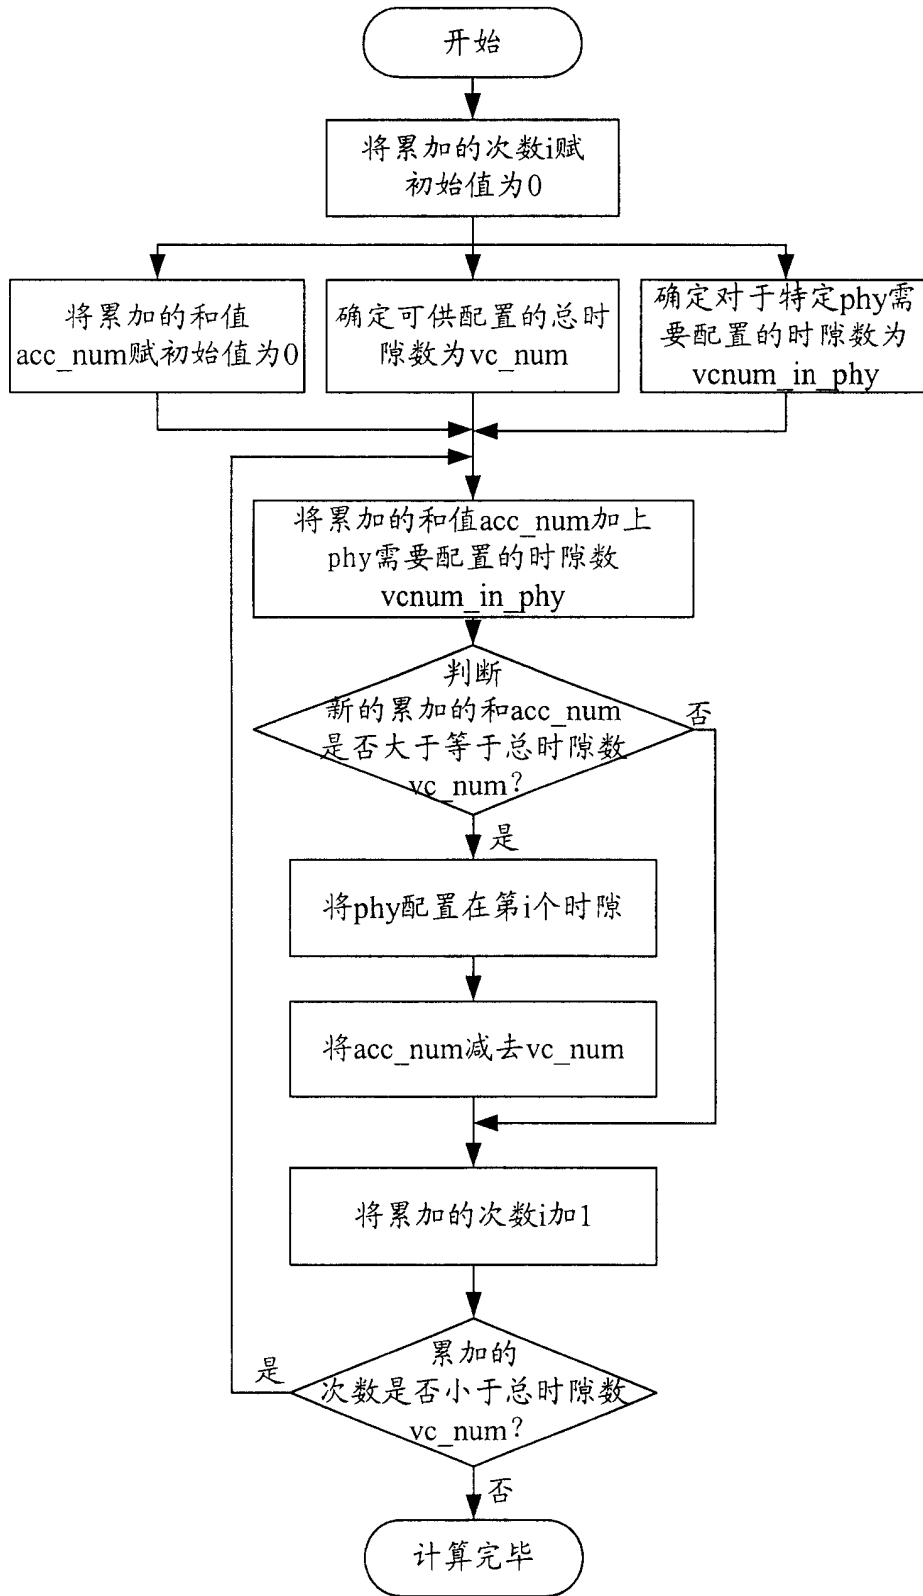 开始
将累加的次数i赋
初始值为0
将累加的和值
acc_num赋初始值为0
确定可供配置的总时
隙数为vc_num
确定对于特定phy需
要配置的时隙数为
vcnum_in_phy
将累加的和值acc_num加上
phy需要配置的时隙数
vcnum_in_phy
判断
新的累加的和acc_num
是否大于等于总时隙数
vc_num?
否
是
将phy配置在第i个时隙
将acc_num减去vc_num
将累加的次数i加1
累加的
次数是否小于总时隙数
vc_num?
是
否
计算完毕